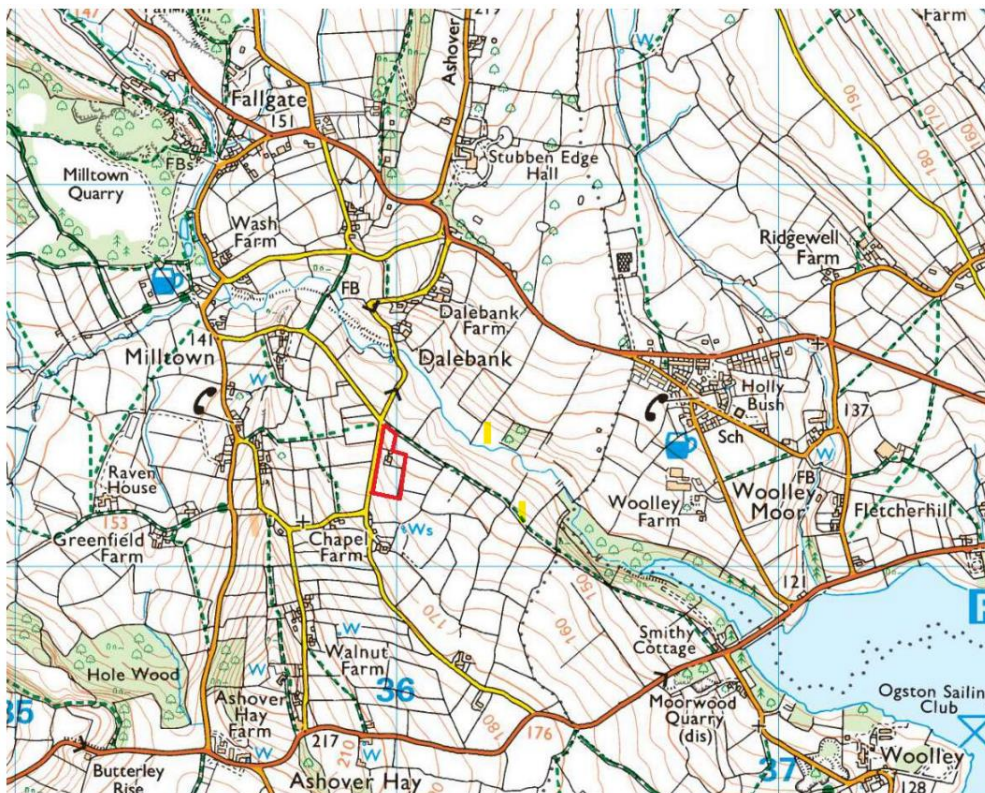 147
219
Ashover
Farm
W
Fallgate
151
190
170
160
180
FBs
Milltown
Quarry
Stubben Edge
Hall
Wash
Farm
Ridgewell
Farm
FB
Dalebank
Farm
141
Milltown
Dalebank
W
Holly
Bush
137
Sch
W
Raven
House
153
Greenfield
Farm
Chapel
Farm
Ws
Woolley
Farm
Woolley
Moor
FB
Fletcherhill
170
150
160
121
W
Walnut
Farm
Smithy
Cottage
P
Hole Wood
36
Ashover
Hay
Farm
W
217
210
W
180
176
Moorwood
Quarry
(dis)
Ogston Sailin
Club
35
Butterley
Rise
Ashover Hay
37
Woolley
128